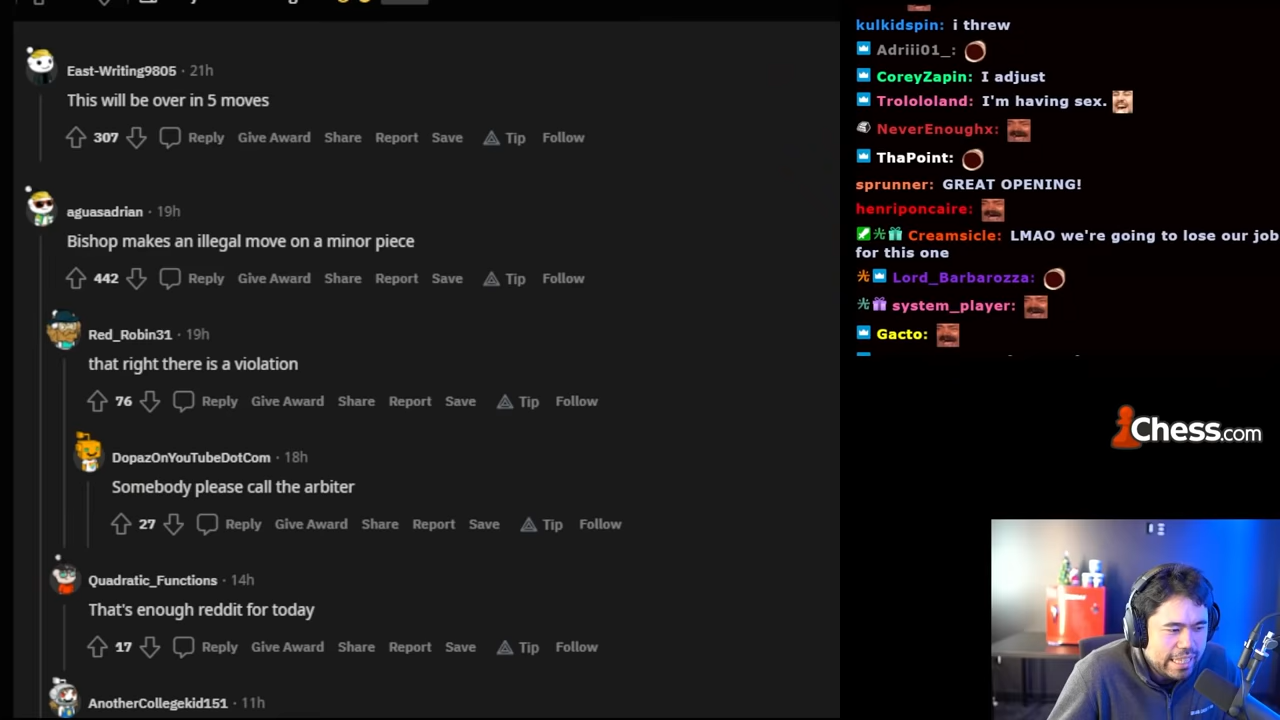 East-Writing9805 · 21h
This will be over in 5 moves
307 Reply Give Award Share Report Save Tip Follow
aguasadrian · 19h
Bishop makes an illegal move on a minor piece
442 Reply Give Award Share Report Save Tip Follow
Red_Robin31 · 19h
that right there is a violation
76 Reply Give Award Share Report Save Tip Follow
DopazOnYouTubeDotCom · 18h
Somebody please call the arbiter
27 Reply Give Award Share Report Save Tip Follow
Quadratic_Functions · 14h
That's enough reddit for today
17 Reply Give Award Share Report Save Tip Follow
AnotherCollegekid151 · 11h
kulkidspin: i threw
Adriii01_:
CoreyZapin: I adjust
Trolololand: I'm having sex.
NeverEnoughx:
ThaPoint:
sprunner: GREAT OPENING!
henriponcaire:
Creamsicle: LMAO we're going to lose our job
for this one
Lord_Barbarozza:
system_player:
Gacto:
Chess.com